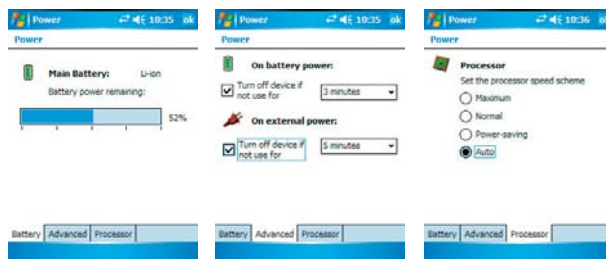 Power 10:35 ok
Power
Main Battery: Li-ion
Battery power remaining:
52%
Battery Advanced Processor
Power 10:35 ok
Power
On battery power:
Turn off device if
not use for
3 minutes
On external power:
Turn off device if
not use for
5 minutes
Battery Advanced Processor
Power 10:36 o
Power
Processor
Set the processor speed scheme
Maximum
Normal
Power-saving
Auto
Battery Advanced Processor